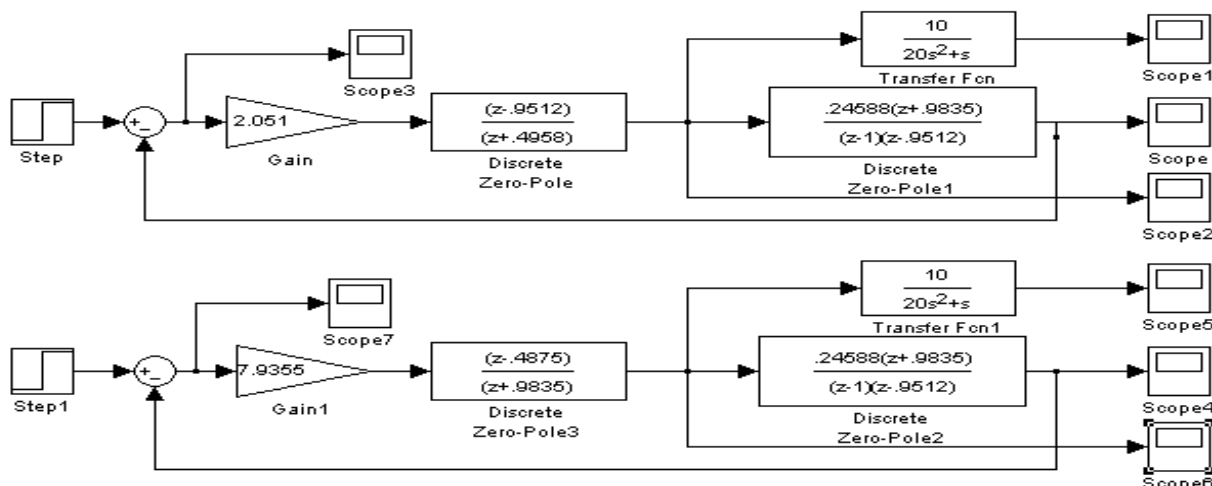 10
20s²+s
Transfer Fcn
Scope1
Scope3
+
−
2.051
Gain
(z-.9512)
(z+.4958)
Discrete
Zero-Pole
.24588(z+.9835)
(z-1)(z-.9512)
Discrete
Zero-Pole1
Step
Scope
Scope2
10
20s²+s
Transfer Fcn1
Scope5
Scope7
+
−
7.9355
Gain1
(z-.4875)
(z+.9835)
Discrete
Zero-Pole3
.24588(z+.9835)
(z-1)(z-.9512)
Discrete
Zero-Pole2
Step1
Scope4
Scope6